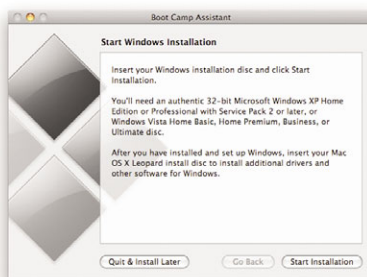 Boot Camp Assistant
Start Windows Installation
Insert your Windows installation disc and click Start
Installation.
You'll need an authentic 32-bit Microsoft Windows XP Home
Edition or Professional with Service Pack 2 or later, or
Windows Vista Home Basic, Home Premium, Business, or
Ultimate disc.
After you have installed and set up Windows, insert your Mac
OS X Leopard install disc to install additional drivers and
other software for Windows.
Quit & Install Later
Go Back
Start Installation